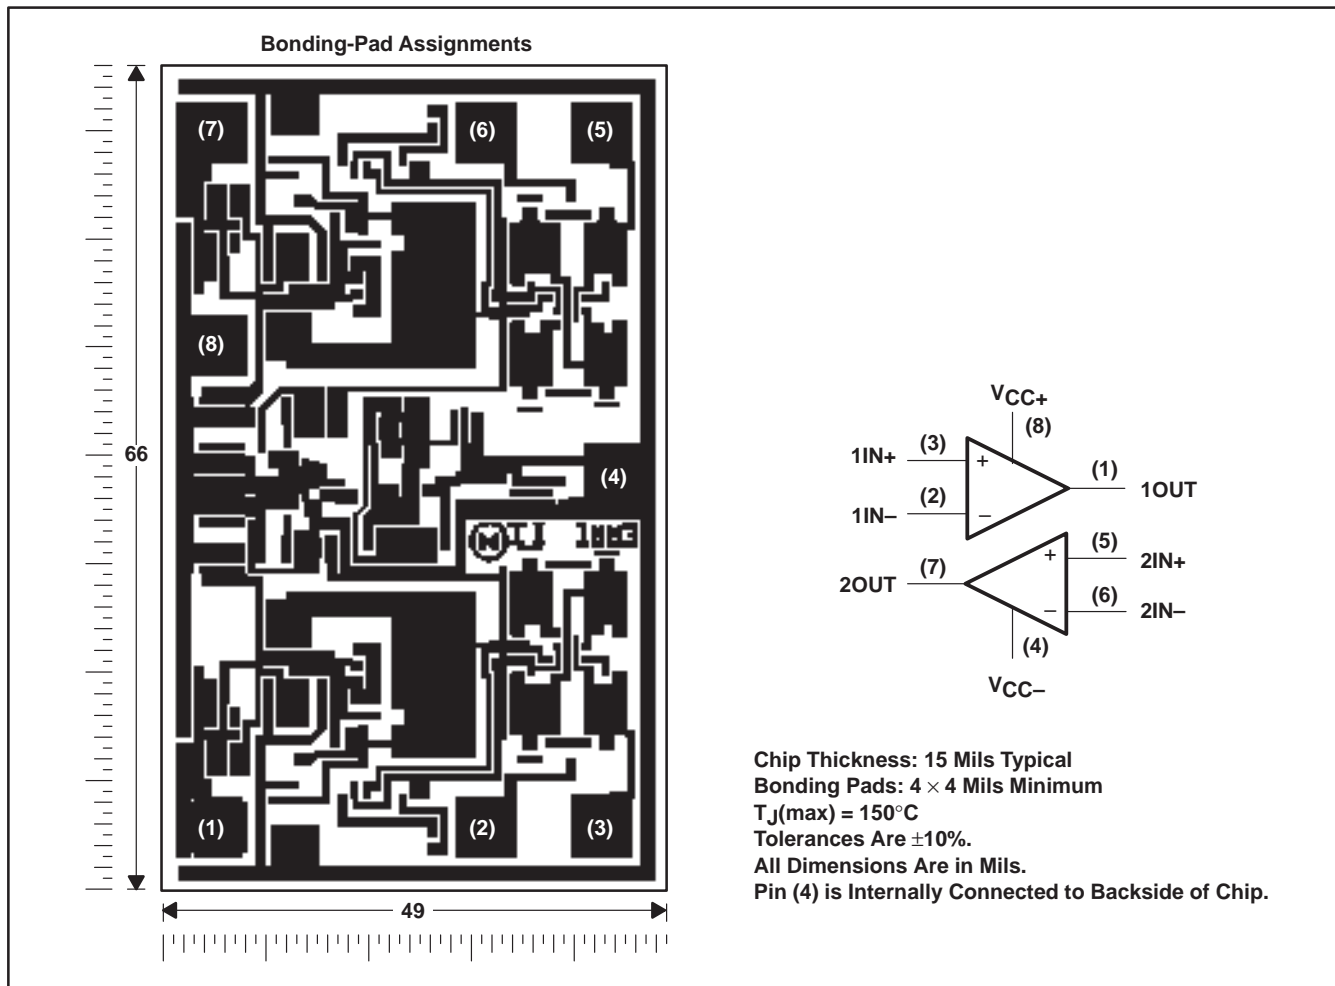 Bonding-Pad Assignments
(7)
(6)
(5)
(8)
66
(4)
TI
(1)
(2)
(3)
49
VCC+
(8)
(3)
1IN+
+
(1)
1OUT
(2)
1IN–
–
(5)
+
2IN+
(7)
2OUT
(6)
–
2IN–
(4)
VCC–
Chip Thickness: 15 Mils Typical
Bonding Pads: 4 × 4 Mils Minimum
TJ(max) = 150°C
Tolerances Are ±10%.
All Dimensions Are in Mils.
Pin (4) is Internally Connected to Backside of Chip.